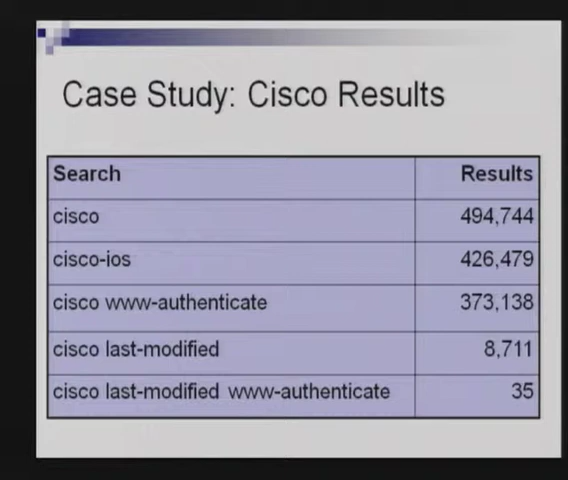 Case Study: Cisco Results
Search Results
cisco 494,744
cisco-ios 426,479
cisco www-authenticate 373,138
cisco last-modified 8,711
cisco last-modified www-authenticate 35